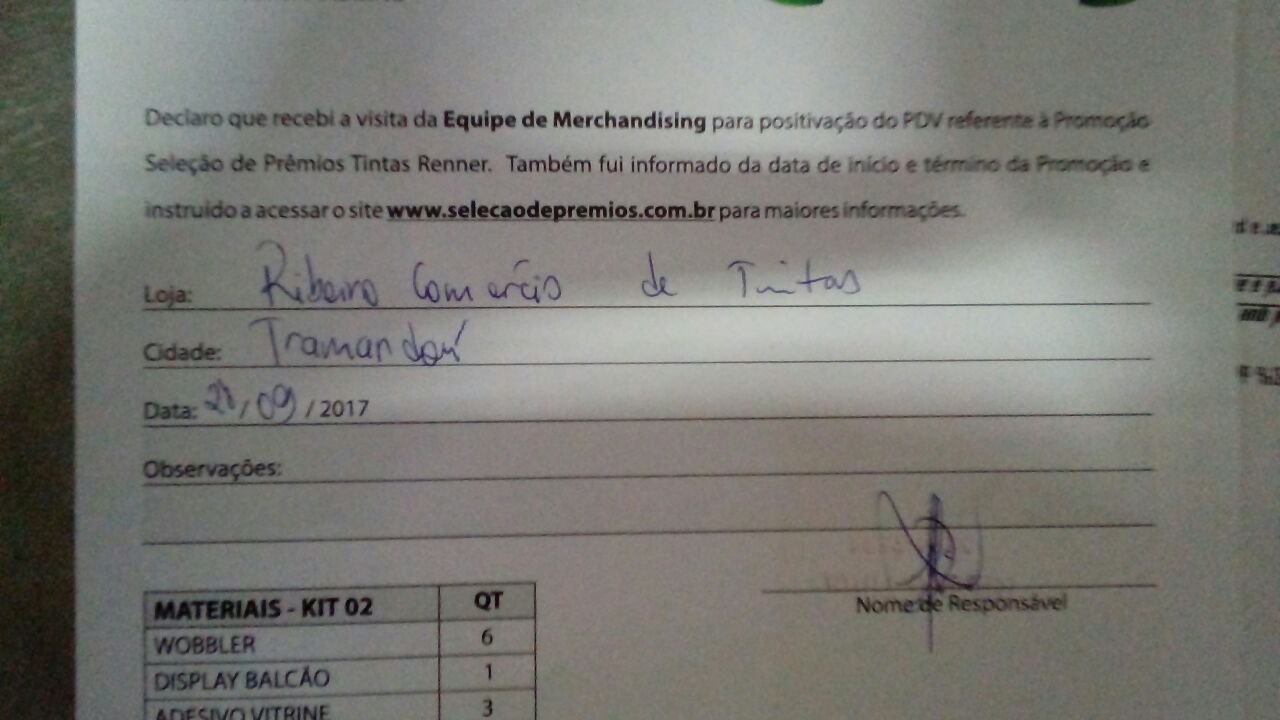 Declaro que recebi a visita da Equipe de Merchandising para positivação do PDV referente à Promoção
Seleção de Prêmios Tintas Renner. Também fui informado da data de início e término da Promoção e
instruído a acessar o site www.selecaodepremios.com.br para maiores informações.
Loja: Ribeiro Comércio de Tintas
Cidade: Tramandaí
Data: /09/2017
Observações:
Nome de Responsável
MATERIAIS - KIT 02 QT
WOBBLER 6
DISPLAY BALCÃO 1
ADESIVO VITRINE 3